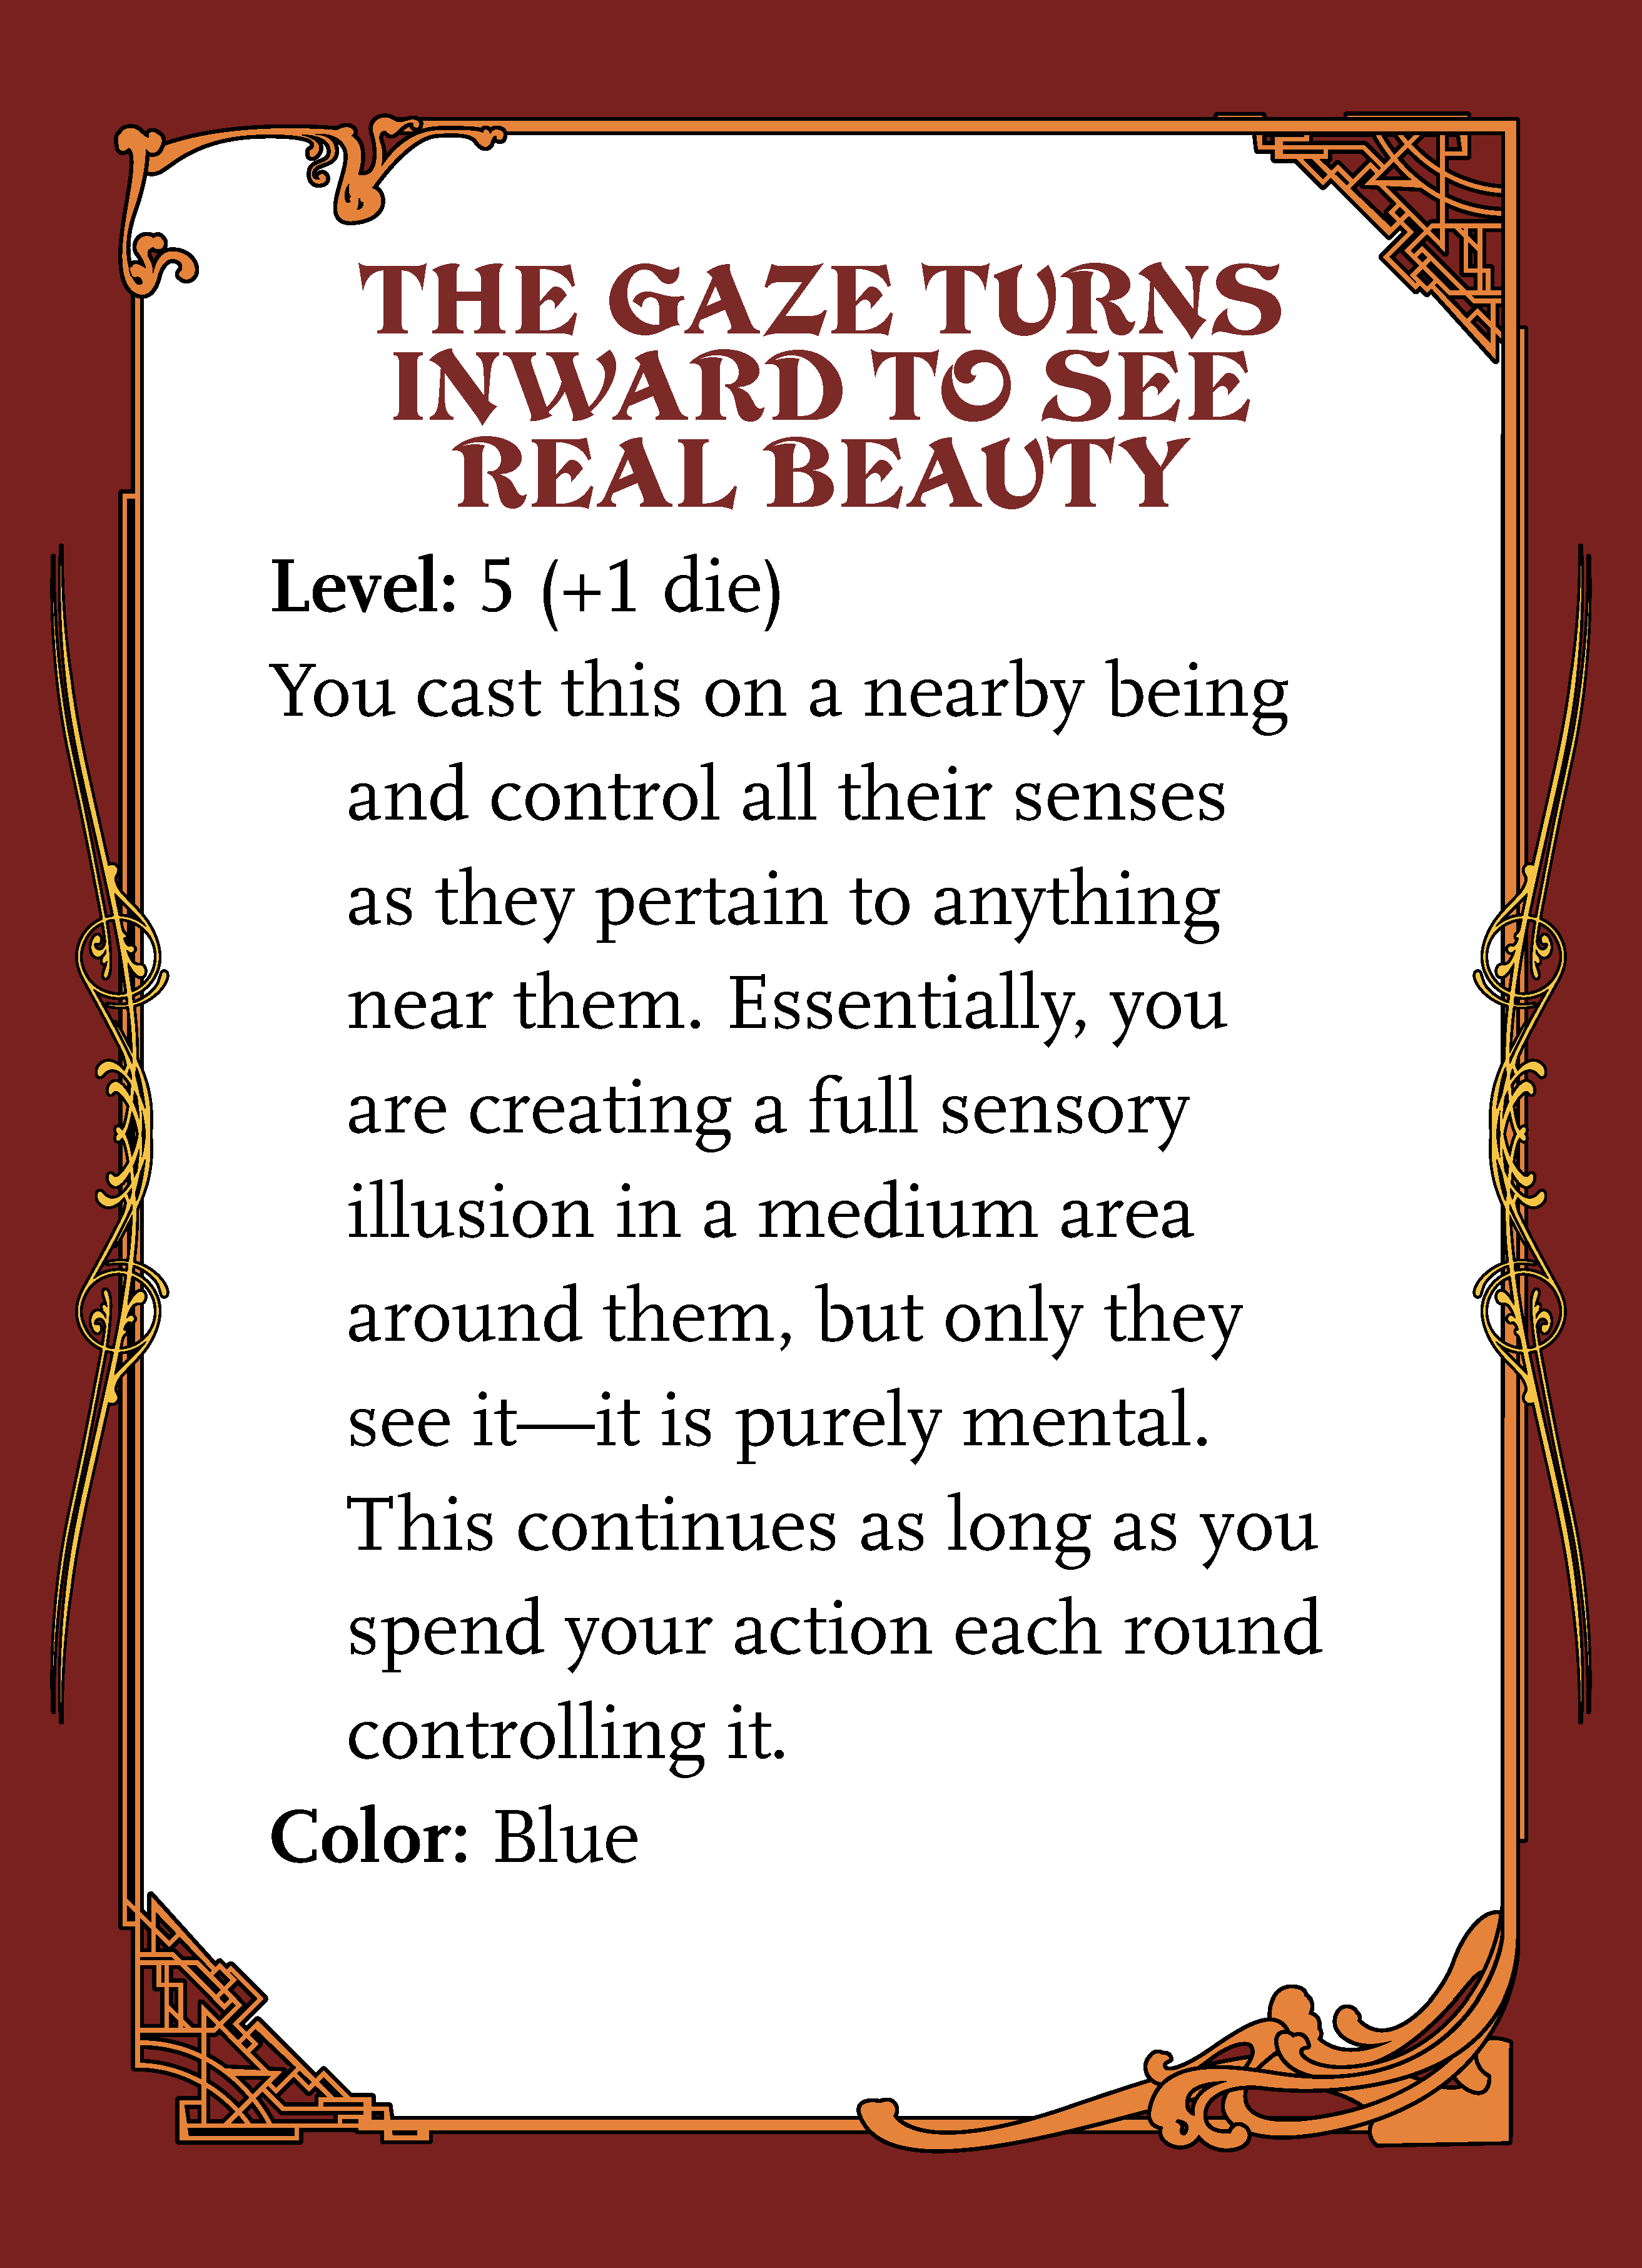 THE GAZE TURNS
INWARD TO SEE
REAL BEAUTY
Level: 5 (+1 die)
You cast this on a nearby being
and control all their senses
as they pertain to anything
near them. Essentially, you
are creating a full sensory
illusion in a medium area
around them, but only they
see it—it is purely mental.
This continues as long as you
spend your action each round
controlling it.
Color: Blue